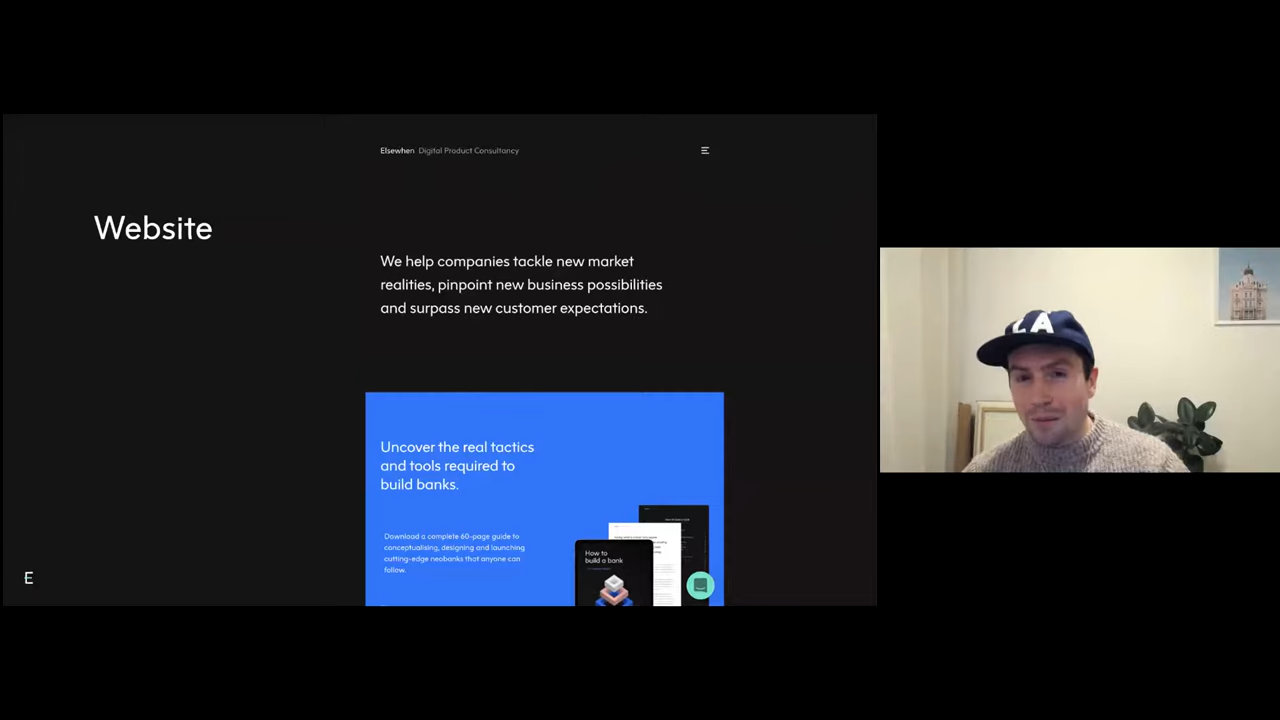 Elsewhen Digital Product Consultancy
Website
We help companies tackle new market
realities, pinpoint new business possibilities
and surpass new customer expectations.
Uncover the real tactics
and tools required to
build banks.
Download a complete 60-page guide to
conceptualising, designing and launching
cutting-edge neobanks that anyone can
follow.
How to
build a bank
E
LA